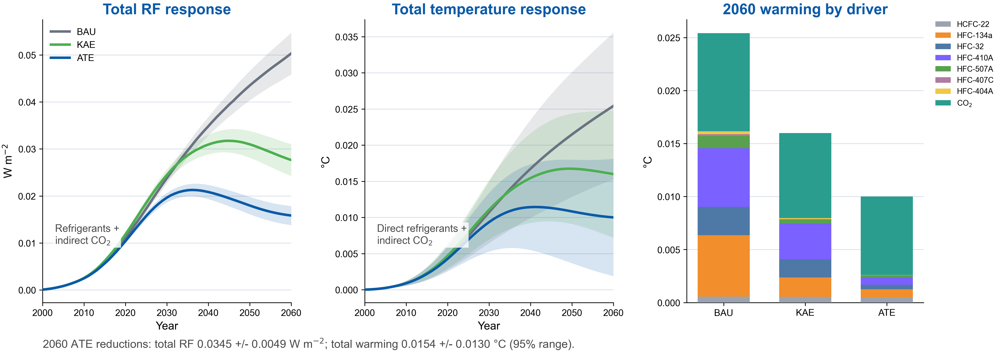 Total RF response
BAU
KAE
ATE
0.05
0.04
0.03
0.02
0.01
0.00
W m⁻²
Refrigerants +
indirect CO₂
2000 2010 2020 2030 2040 2050 2060
Year
Total temperature response
0.035
0.030
0.025
0.020
0.015
0.010
0.005
0.000
°C
Direct refrigerants +
indirect CO₂
2000 2010 2020 2030 2040 2050 2060
Year
2060 warming by driver
0.025
0.020
0.015
0.010
0.005
0.000
°C
BAU KAE ATE
HCFC-22
HFC-134a
HFC-32
HFC-410A
HFC-507A
HFC-407C
HFC-404A
CO₂
2060 ATE reductions: total RF 0.0345 +/- 0.0049 W m⁻²; total warming 0.0154 +/- 0.0130 °C (95% range).